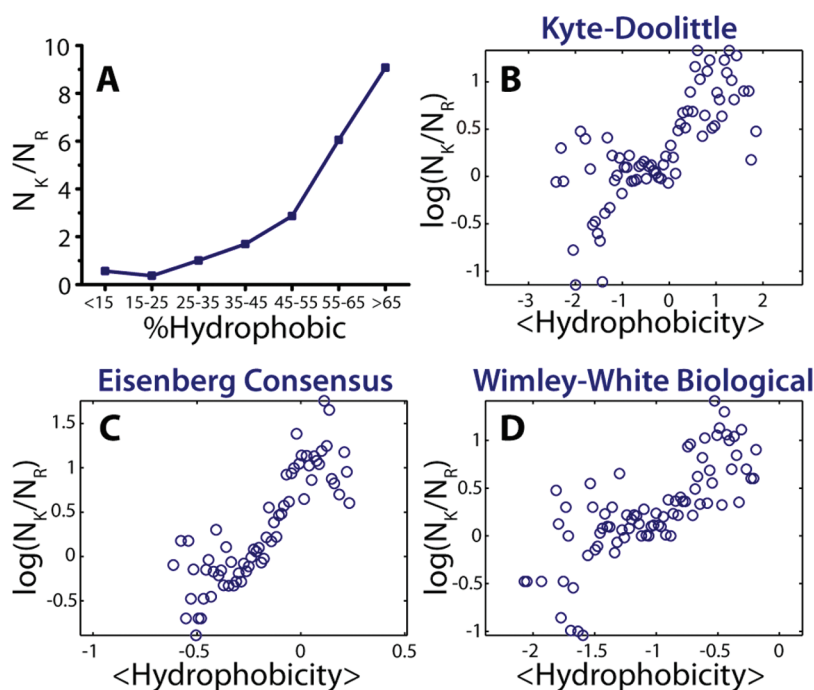 A
N_K/N_R
10
8
6
4
2
0
<15 15-25 25-35 35-45 45-55 55-65 >65
%Hydrophobic
Kyte-Doolittle
B
log(N_K/N_R)
1
0.5
0
-0.5
-1
-3 -2 -1 0 1 2
<Hydrophobicity>
Eisenberg Consensus
C
log(N_K/N_R)
1.5
1
0.5
0
-0.5
-1 -0.5 0 0.5
<Hydrophobicity>
Wimley-White Biological
D
log(N_K/N_R)
1
0.5
0
-0.5
-1
-2 -1.5 -1 -0.5 0
<Hydrophobicity>